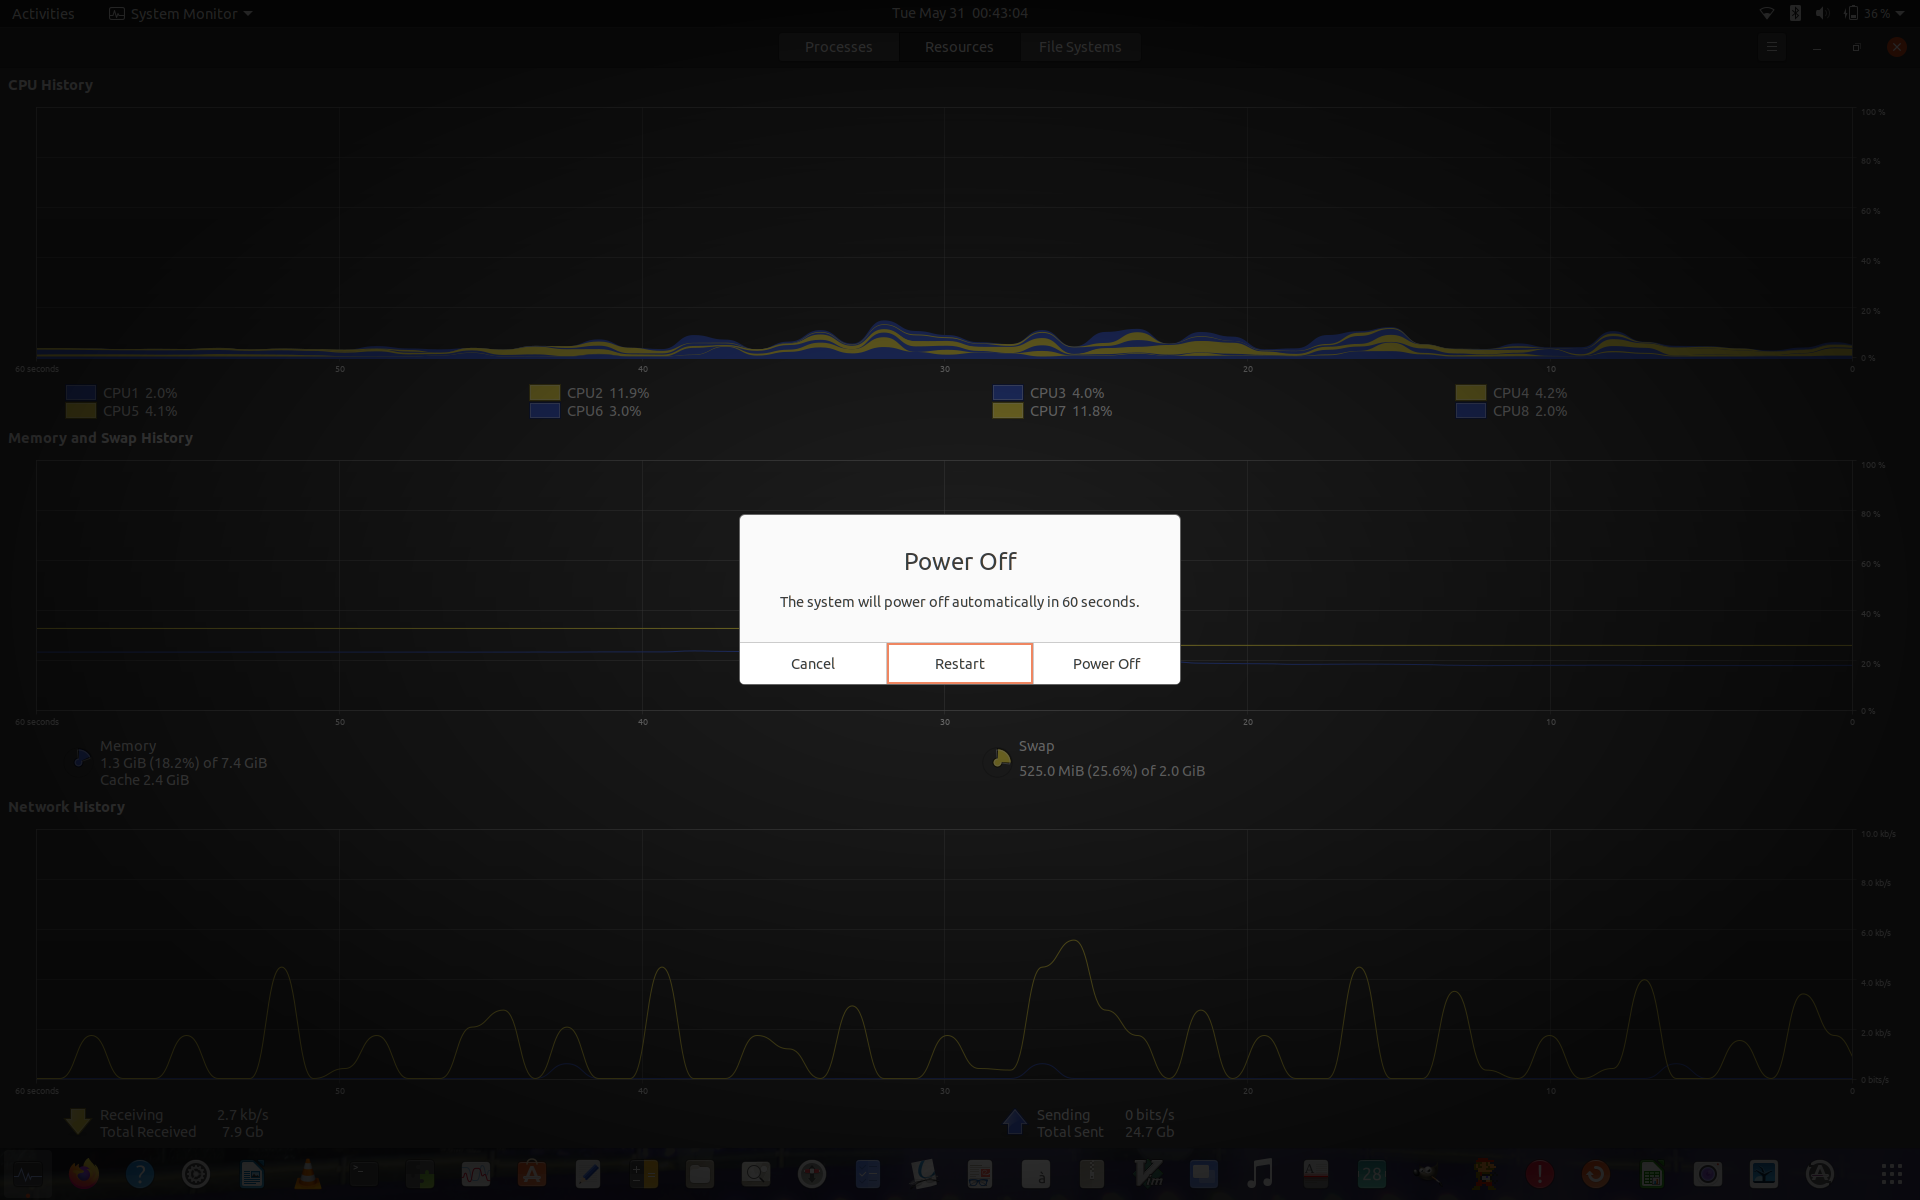 Activities System Monitor Tue May 31 00:43:04 36 %
Processes Resources File Systems
CPU History
100 %
80 %
60 %
40 %
20 %
0 %
60 seconds 50 40 30 20 10 0
CPU1 2.0% CPU2 11.9% CPU3 4.0% CPU4 4.2%
CPU5 4.1% CPU6 3.0% CPU7 11.8% CPU8 2.0%
Memory and Swap History
100 %
80 %
60 %
40 %
20 %
0 %
Power Off
The system will power off automatically in 60 seconds.
Cancel Restart Power Off
60 seconds 50 40 30 20 10 0
Memory
1.3 GiB (18.2%) of 7.4 GiB
Cache 2.4 GiB
Swap
525.0 MiB (25.6%) of 2.0 GiB
Network History
10.0 kb/s
8.0 kb/s
6.0 kb/s
4.0 kb/s
2.0 kb/s
0 bits/s
60 seconds 50 40 30 20 10 0
Receiving 2.7 kb/s
Total Received 7.9 Gb
Sending 0 bits/s
Total Sent 24.7 Gb
28